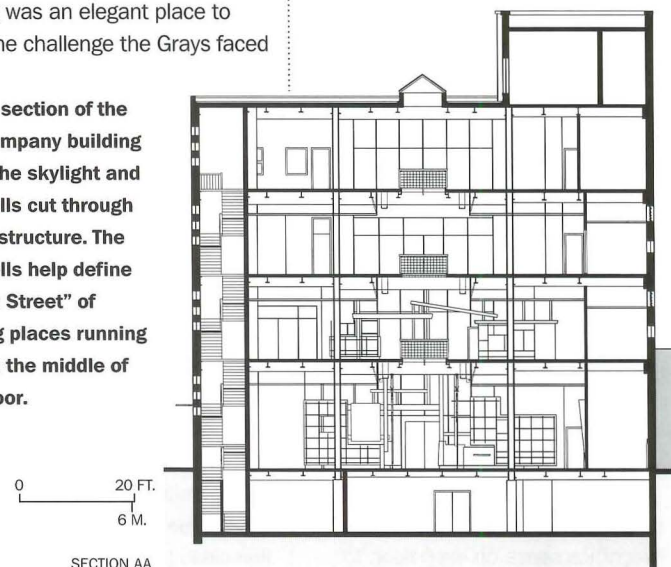 was an elegant place to
ne challenge the Grays faced
section of the
mpany building
he skylight and
lls cut through
structure. The
lls help define
Street” of
g places running
the middle of
oor.
0 20 FT.
6 M.
SECTION AA